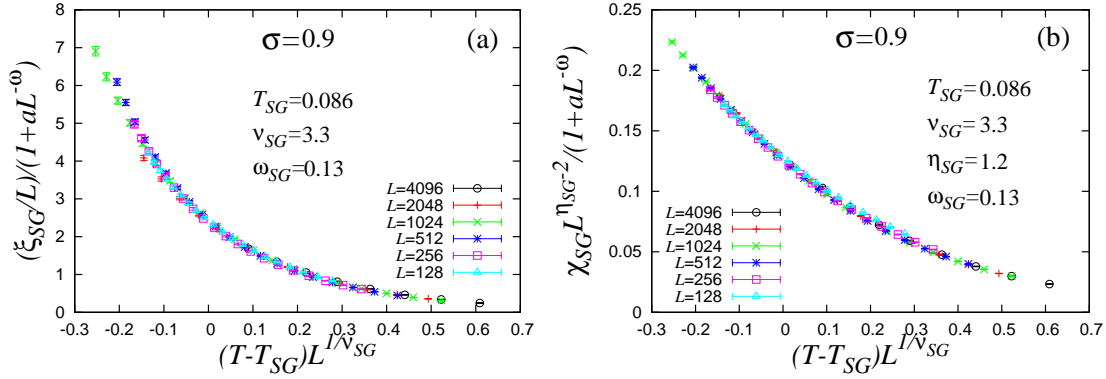 (ξ_SG/L)/(1+aL^-ω)
8
7
6
5
4
3
2
1
0
σ=0.9
(a)
T_SG=0.086
ν_SG=3.3
ω_SG=0.13
L=4096
L=2048
L=1024
L=512
L=256
L=128
-0.3 -0.2 -0.1 0 0.1 0.2 0.3 0.4 0.5 0.6 0.7
(T-T_SG)L^1/ν_SG
χ_SG L^η_SG-2/(1+aL^-ω)
0.25
0.2
0.15
0.1
0.05
0
σ=0.9
(b)
T_SG=0.086
ν_SG=3.3
η_SG=1.2
ω_SG=0.13
L=4096
L=2048
L=1024
L=512
L=256
L=128
-0.3 -0.2 -0.1 0 0.1 0.2 0.3 0.4 0.5 0.6 0.7
(T-T_SG)L^1/ν_SG